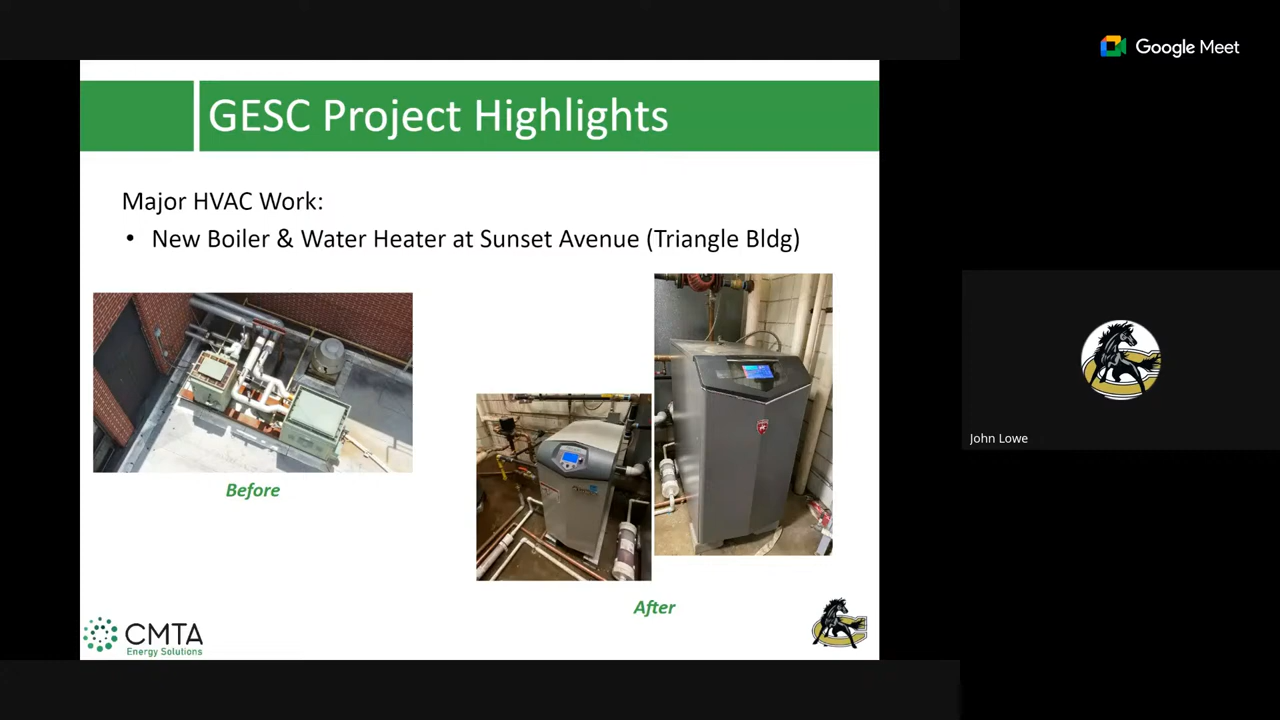 Google Meet
GESC Project Highlights
Major HVAC Work:
• New Boiler & Water Heater at Sunset Avenue (Triangle Bldg)
Before
After
CMTA
Energy Solutions
John Lowe